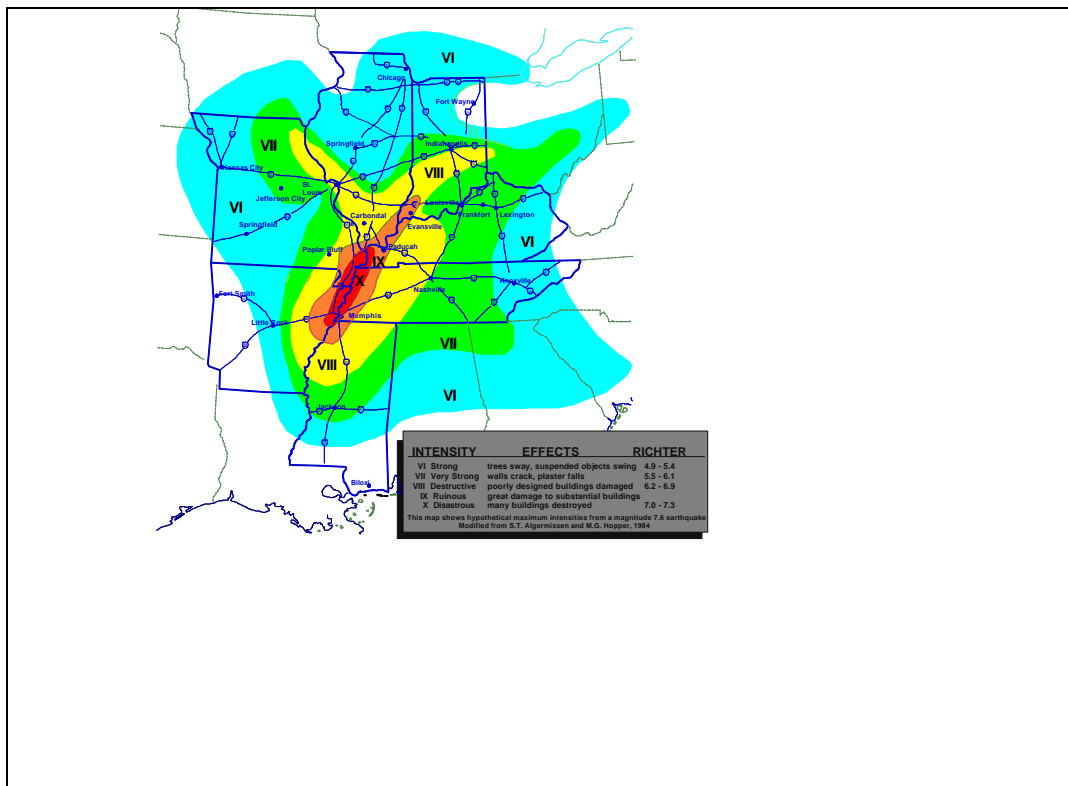 VI
Chicago
Fort Wayne
VII
Springfield
Indianapolis
VIII
Kansas City
St.
Louis
Jefferson City
VI
Louisville
Frankfort
Lexington
Carbondal
Springfield
Evansville
VI
Poplar Bluff
Paducah
IX
X
Knoxville
Nashville
Fort Smith
Little Rock
Memphis
VII
VIII
VI
Jackson
Biloxi
INTENSITY EFFECTS RICHTER
VI Strong trees sway, suspended objects swing 4.9 - 5.4
VII Very Strong walls crack, plaster falls 5.5 - 6.1
VIII Destructive poorly designed buildings damaged 6.2 - 6.9
IX Ruinous great damage to substantial buildings
X Disastrous many buildings destroyed 7.0 - 7.3
This map shows hypothetical maximum intensities from a magnitude 7.6 earthquake
Modified from S.T. Algermissen and M.G. Hopper, 1984